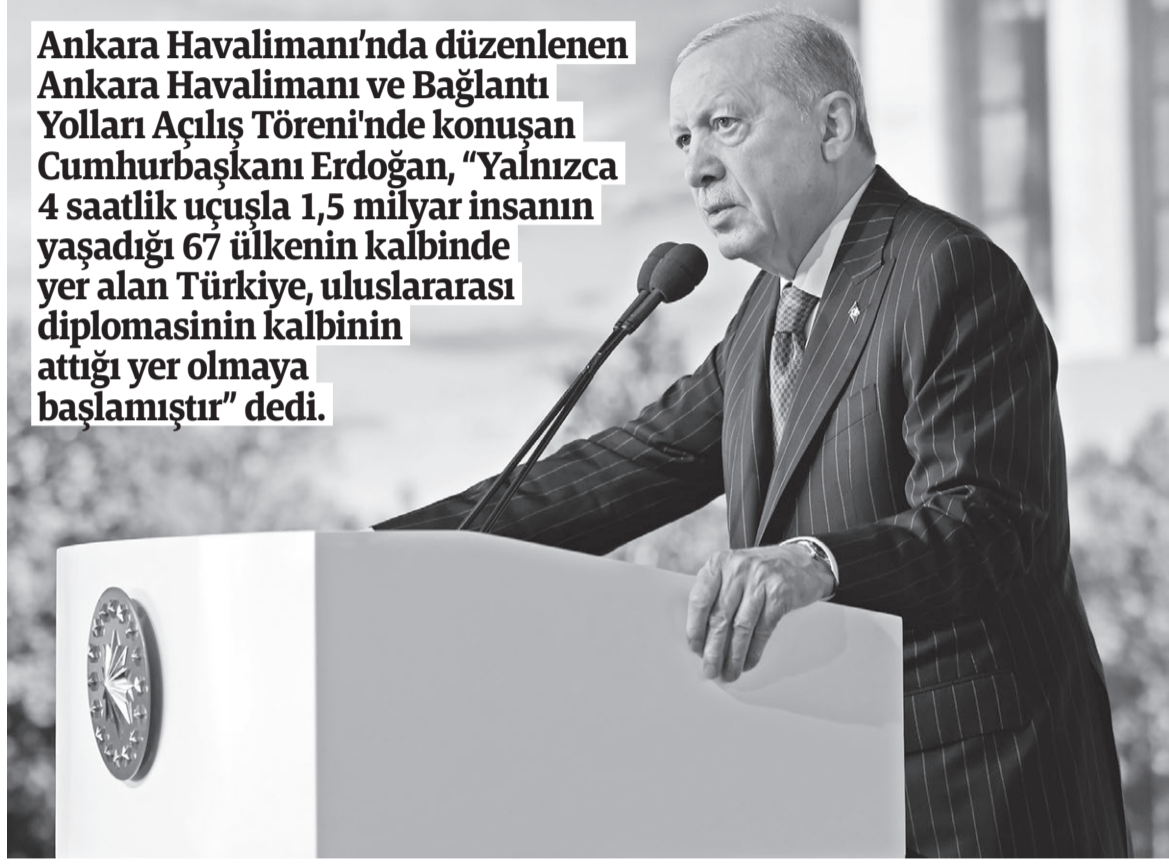 Ankara Havalimanı’nda düzenlenen
Ankara Havalimanı ve Bağlantı
Yolları Açılış Töreni'nde konuşan
Cumhurbaşkanı Erdoğan, “Yalnızca
4 saatlik uçuşla 1,5 milyar insanın
yaşadığı 67 ülkenin kalbinde
yer alan Türkiye, uluslararası
diplomasinin kalbinin
attığı yer olmaya
başlamıştır” dedi.